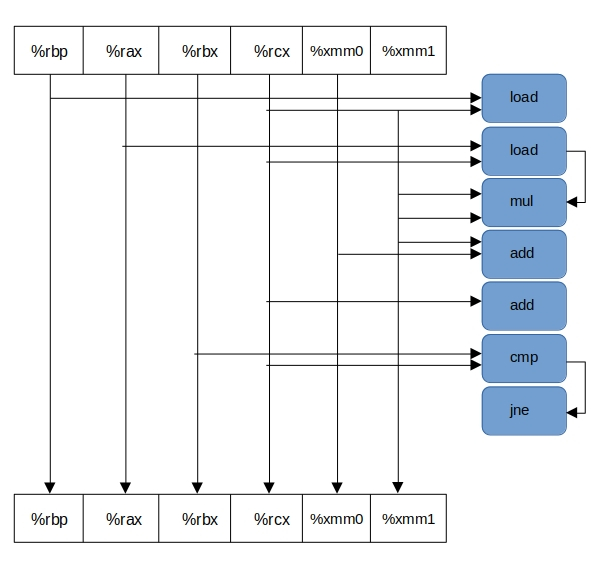 %rbp %rax %rbx %rcx %xmm0 %xmm1
load
load
mul
add
add
cmp
jne
%rbp %rax %rbx %rcx %xmm0 %xmm1